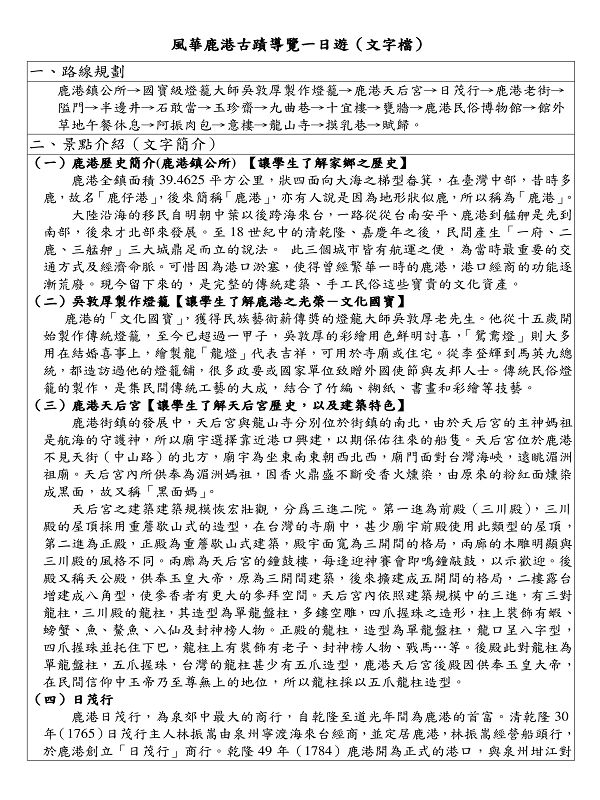 風華鹿港古蹟導覽一日遊（文字檔）
一、路線規劃
鹿港鎮公所→國寶級燈籠大師吳敦厚製作燈籠→鹿港天后宮→日茂行→鹿港老街→
隘門→半邊井→石敢當→玉珍齋→九曲巷→十宜樓→甕牆→鹿港民俗博物館→館外
草地午餐休息→阿振肉包→意樓→龍山寺→摸乳巷→賦歸。
二、景點介紹（文字簡介）
（一）鹿港歷史簡介(鹿港鎮公所) 【讓學生了解家鄉之歷史】
鹿港全鎮面積 39.4625 平方公里，狀四面向大海之梯型畚箕，在臺灣中部，昔時多
鹿，故名「鹿仔港」，後來簡稱「鹿港」，亦有人說是因為地形狀似鹿，所以稱為「鹿港」。
大陸沿海的移民自明朝中葉以後跨海來台，一路從從台南安平、鹿港到艋舺是先到
南部，後來才北部來發展。至 18 世紀中的清乾隆、嘉慶年之後，民間產生「一府、二
鹿、三艋舺」三大城鼎足而立的說法。 此三個城市皆有航運之便，為當時最重要的交
通方式及經濟命脈。可惜因為港口淤塞，使得曾經繁華一時的鹿港，港口經商的功能逐
漸荒廢。現今留下來的，是完整的傳統建築、手工民俗這些寶貴的文化資產。
（二）吳敦厚製作燈籠【讓學生了解鹿港之光榮－文化國寶】
鹿港的「文化國寶」，獲得民族藝術薪傳獎的燈龍大師吳敦厚老先生。他從十五歲開
始製作傳統燈籠，至今已超過一甲子，吳敦厚的彩繪用色鮮明討喜，「鴛鴦燈」則大多
用在結婚喜事上，繪製龍「龍燈」代表吉祥，可用於寺廟或住宅。從李登輝到馬英九總
統，都造訪過他的燈籠舖，很多政要或國家單位致贈外國使節與友邦人士。傳統民俗燈
籠的製作，是集民間傳統工藝的大成，結合了竹編、糊紙、書畫和彩繪等技藝。
（三）鹿港天后宮【讓學生了解天后宮歷史，以及建築特色】
鹿港街鎮的發展中，天后宮與龍山寺分別位於街鎮的南北，由於天后宮的主神媽祖
是航海的守護神，所以廟宇選擇靠近港口興建，以期保佑往來的船隻。天后宮位於鹿港
不見天街（中山路）的北方，廟宇為坐東南東朝西北西，廟門面對台灣海峽，遠眺湄洲
祖廟。天后宮內所供奉為湄洲媽祖，因香火鼎盛不斷受香火燻染，由原來的粉紅面燻染
成黑面，故又稱「黑面媽」。
天后宮之建築建築規模恢宏壯觀，分爲三進二院。第一進為前殿（三川殿），三川
殿的屋頂採用重簷歇山式的造型，在台灣的寺廟中，甚少廟宇前殿使用此類型的屋頂，
第二進為正殿，正殿為重簷歇山式建築，殿宇面寬為三開間的格局，兩廊的木雕明顯與
三川殿的風格不同。兩廊為天后宮的鐘鼓樓，每逢迎神賽會即鳴鐘敲鼓，以示歡迎。後
殿又稱天公殿，供奉玉皇大帝，原為三開間建築，後來擴建成五開間的格局，二樓露台
增建成八角型，使參香者有更大的參拜空間。天后宮內依照建築規模中的三進，有三對
龍柱，三川殿的龍柱，其造型為單龍盤柱，多鏤空雕，四爪握珠之造形，柱上裝飾有蝦、
螃蟹、魚、鰲魚、八仙及封神榜人物。正殿的龍柱，造型為單龍盤柱，龍口呈八字型，
四爪握珠並托住下巴，龍柱上有裝飾有老子、封神榜人物、戰馬…等。後殿此對龍柱為
單龍盤柱，五爪握珠，台灣的龍柱甚少有五爪造型，鹿港天后宮後殿因供奉玉皇大帝，
在民間信仰中玉帝乃至尊無上的地位，所以龍柱採以五爪龍柱造型。
（四）日茂行
鹿港日茂行，為泉郊中最大的商行，自乾隆至道光年間為鹿港的首富。清乾隆 30
年（1765）日茂行主人林振嵩由泉州寧渡海來台經商，並定居鹿港，林振嵩經營船頭行，
於鹿港創立「日茂行」商行。乾隆 49 年（1784）鹿港開為正式的港口，與泉州坩江對